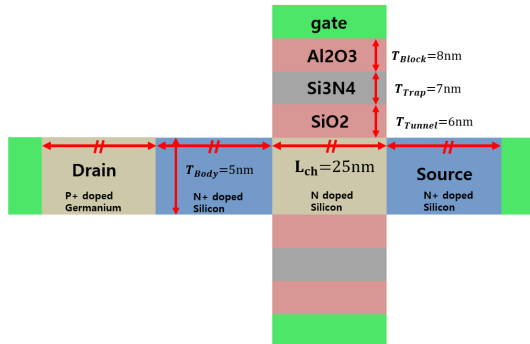 gate
Al2O3
T_Block=8nm
Si3N4
T_Trap=7nm
SiO2
T_Tunnel=6nm
Drain
T_Body=5nm
L_ch=25nm
Source
P+ doped
Germanium
N+ doped
Silicon
N doped
Silicon
N+ doped
Silicon